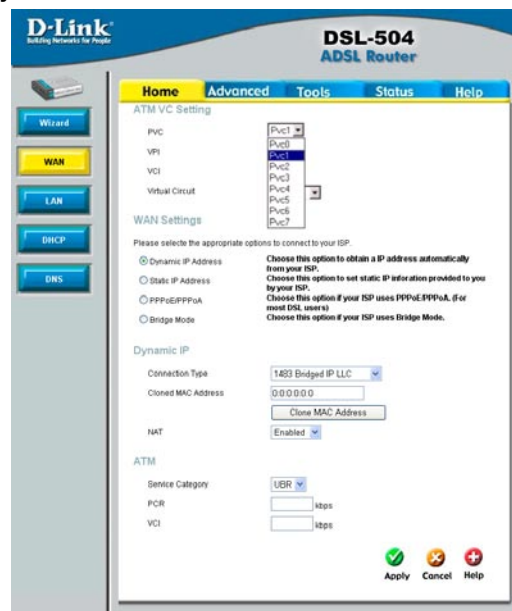 D-Link
Building Networks for People
DSL-504
ADSL Router
Home Advanced Tools Status Help
Wizard
WAN
LAN
DHCP
DNS
ATM VC Setting
PVC Pvc1
Pvc0
Pvc1
Pvc2
Pvc3
Pvc4
Pvc5
Pvc6
Pvc7
VPI
VCI
Virtual Circuit
WAN Settings
Please selecte the appropriate options to connect to your ISP.
Dynamic IP Address Choose this option to obtain a IP address automatically from your ISP.
Static IP Address Choose this option to set static IP inforation provided to you by your ISP.
PPPoE/PPPoA Choose this option if your ISP uses PPPoE/PPPoA. (For most DSL users)
Bridge Mode Choose this option if your ISP uses Bridge Mode.
Dynamic IP
Connection Type 1483 Bridged IP LLC
Cloned MAC Address 0:0:0:0:0:0
Clone MAC Address
NAT Enabled
ATM
Service Category UBR
PCR kbps
VCI kbps
Apply Cancel Help